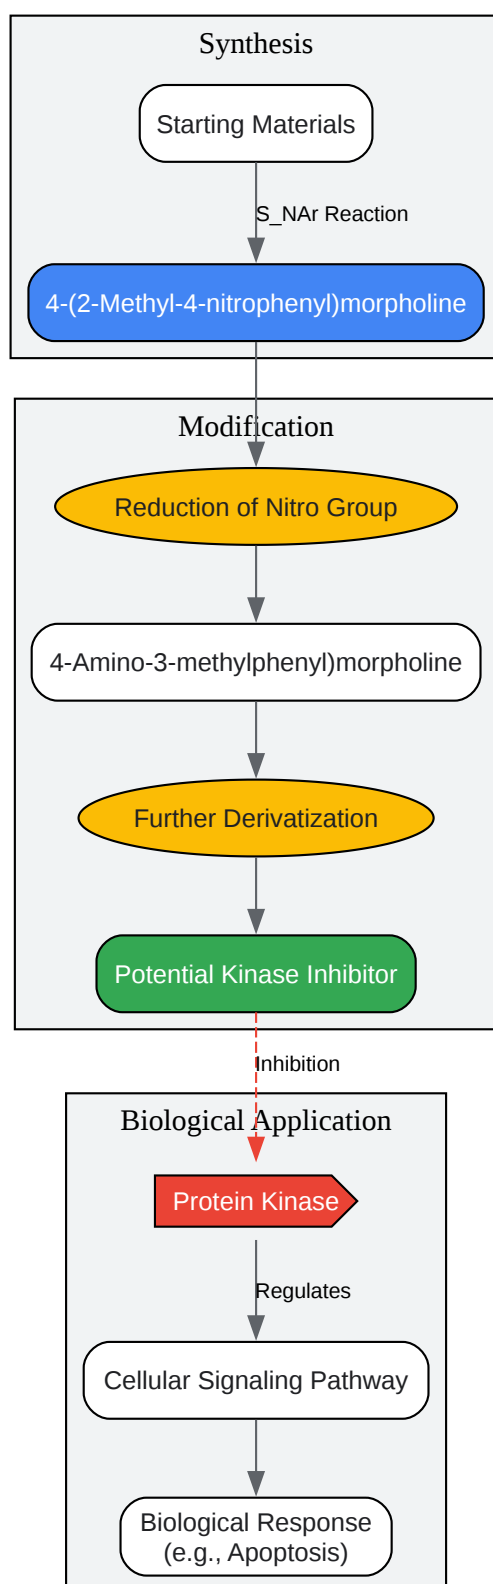 Synthesis
Starting Materials
S_NAr Reaction
4-(2-Methyl-4-nitrophenyl)morpholine
Modification
Reduction of Nitro Group
4-Amino-3-methylphenyl)morpholine
Further Derivatization
Potential Kinase Inhibitor
Inhibition
Biological Application
Protein Kinase
Regulates
Cellular Signaling Pathway
Biological Response
(e.g., Apoptosis)